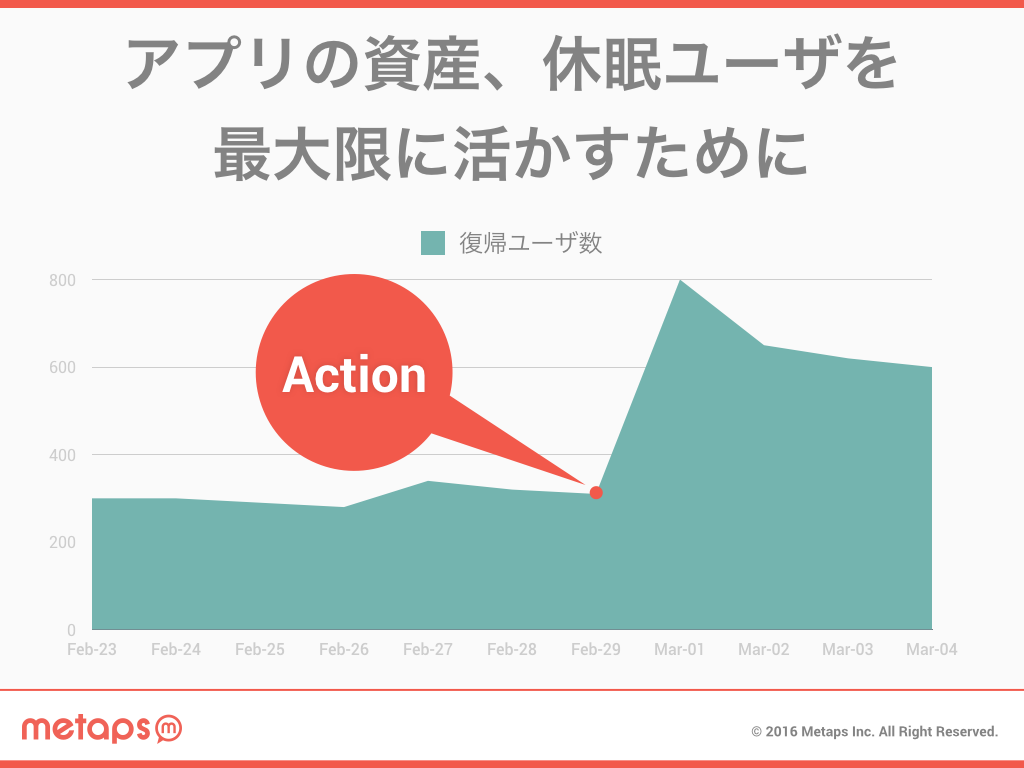 アプリの資産、休眠ユーザを
最大限に活かすために
復帰ユーザ数
800
600
400
200
0
Action
Feb-23 Feb-24 Feb-25 Feb-26 Feb-27 Feb-28 Feb-29 Mar-01 Mar-02 Mar-03 Mar-04
metaps m
© 2016 Metaps Inc. All Right Reserved.